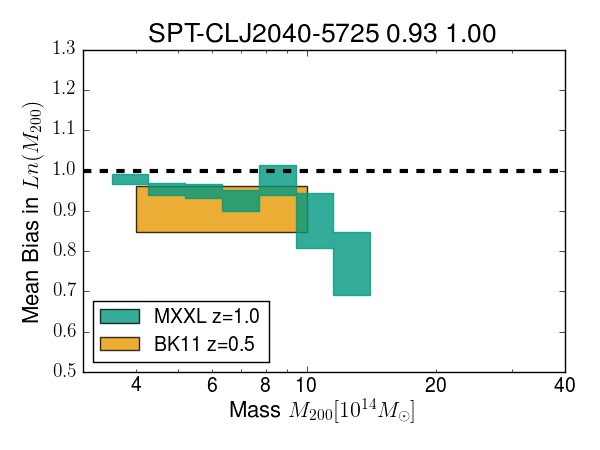 SPT-CLJ2040-5725 0.93 1.00
1.3
1.2
1.1
1.0
0.9
0.8
0.7
0.6
0.5
Mean Bias in Ln(M₂₀₀)
MXXL z=1.0
BK11 z=0.5
4 6 8 10 20 40
Mass M₂₀₀[10¹⁴M☉]